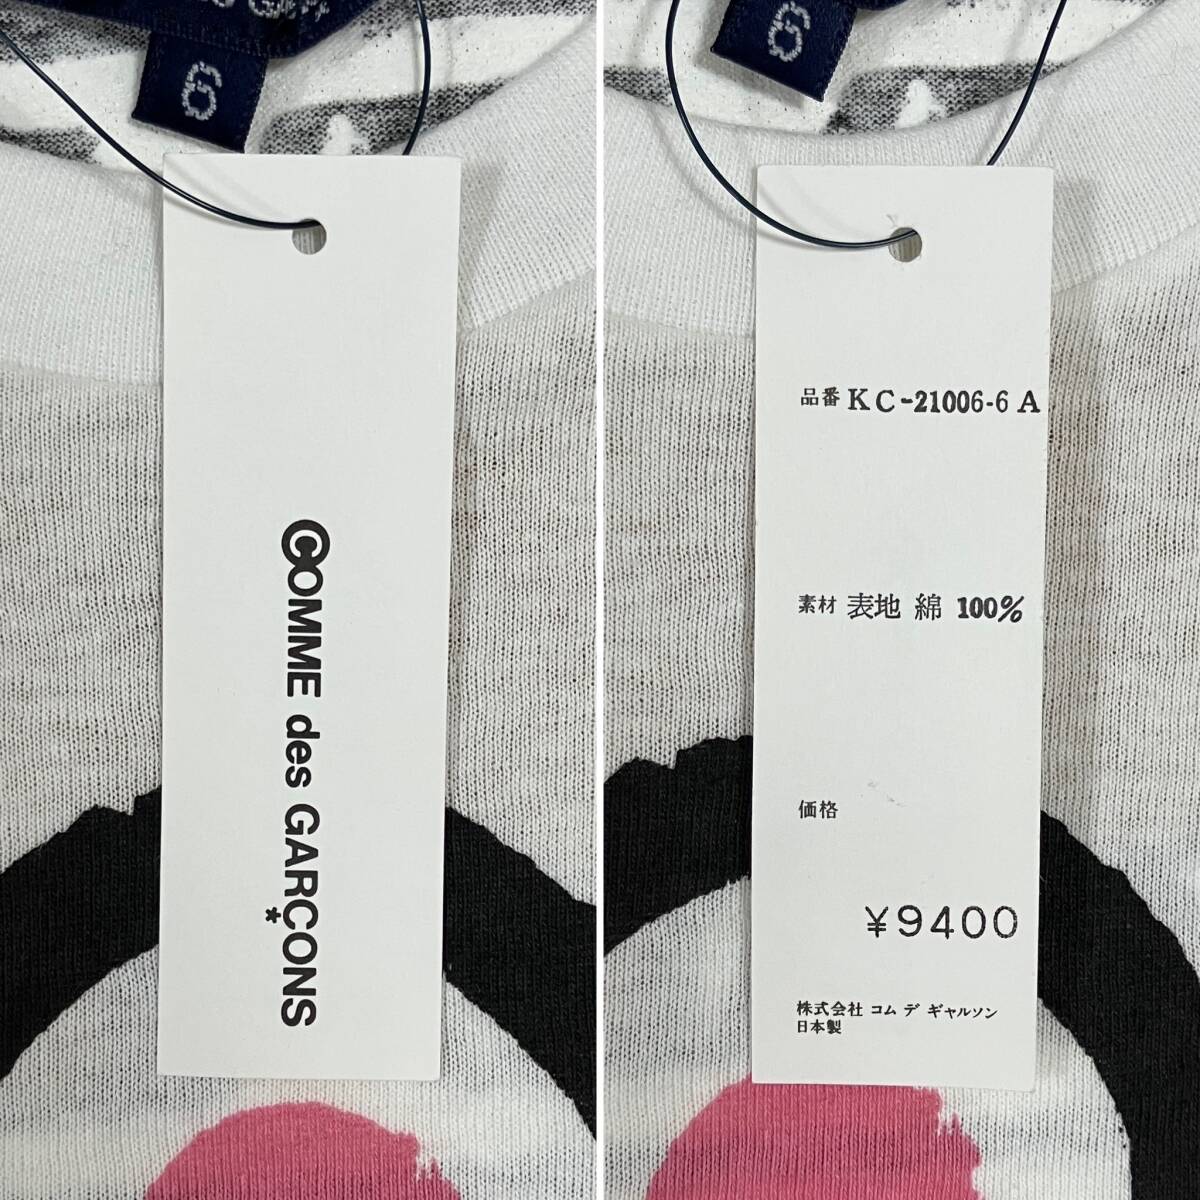 6
COMME des GARÇONS
6
品番 KC-21006-6 A
素材 表地 綿 100%
価格
¥9400
株式会社 コム デ ギャルソン
日本製